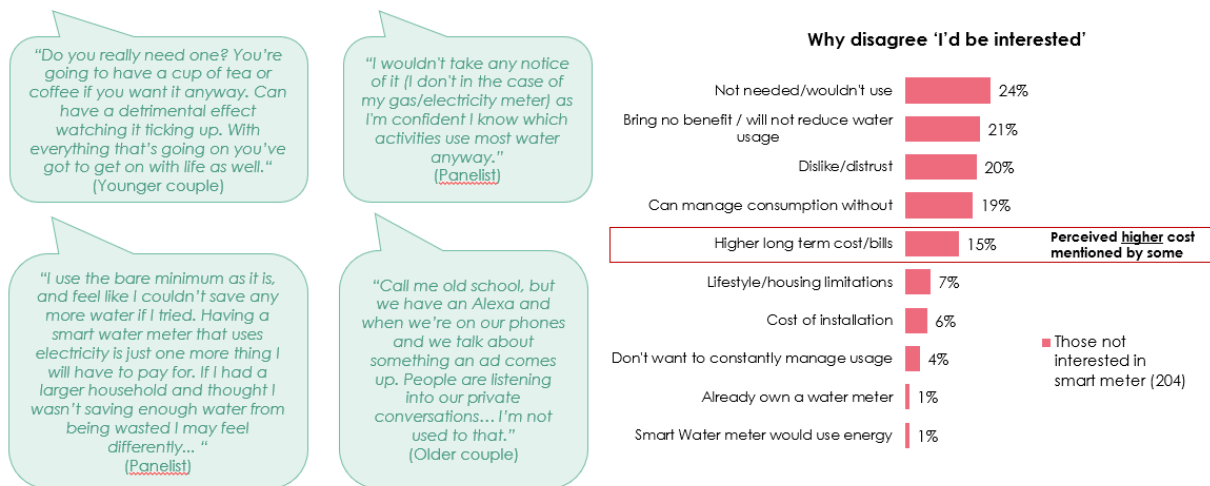 “Do you really need one? You’re
going to have a cup of tea or
coffee if you want it anyway. Can
have a detrimental effect
watching it ticking up. With
everything that’s going on you’ve
got to get on with life as well.“
(Younger couple)
“I wouldn't take any notice
of it (I don't in the case of
my gas/electricity meter) as
I'm confident I know which
activities use most water
anyway.”
(Panelist)
“I use the bare minimum as it is,
and feel like I couldn’t save any
more water if I tried. Having a
smart water meter that uses
electricity is just one more thing I
will have to pay for. If I had a
larger household and thought I
wasn’t saving enough water from
being wasted I may feel
differently... “
(Panelist)
“Call me old school, but
we have an Alexa and
when we’re on our phones
and we talk about
something an ad comes
up. People are listening
into our private
conversations… I’m not
used to that.”
(Older couple)
Why disagree ‘I’d be interested’
Not needed/wouldn't use 24%
Bring no benefit / will not reduce water
usage 21%
Dislike/distrust 20%
Can manage consumption without 19%
Higher long term cost/bills 15%
Perceived higher cost
mentioned by some
Lifestyle/housing limitations 7%
Cost of installation 6%
Don't want to constantly manage usage 4%
Already own a water meter 1%
Smart Water meter would use energy 1%
Those not
interested in
smart meter (204)